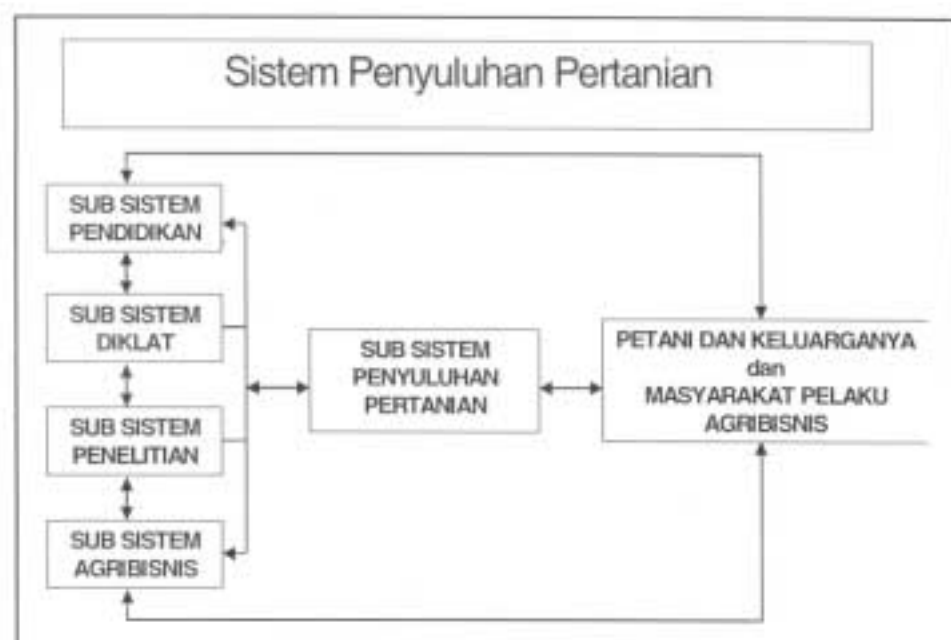 Sistem Penyuluhan Pertanian
SUB SISTEM
PENDIDIKAN
SUB SISTEM
DIKLAT
SUB SISTEM
PENELITIAN
SUB SISTEM
AGRIBISNIS
SUB SISTEM
PENYULUHAN
PERTANIAN
PETANI DAN KELUARGANYA
dan
MASYARAKAT PELAKU
AGRIBISNIS